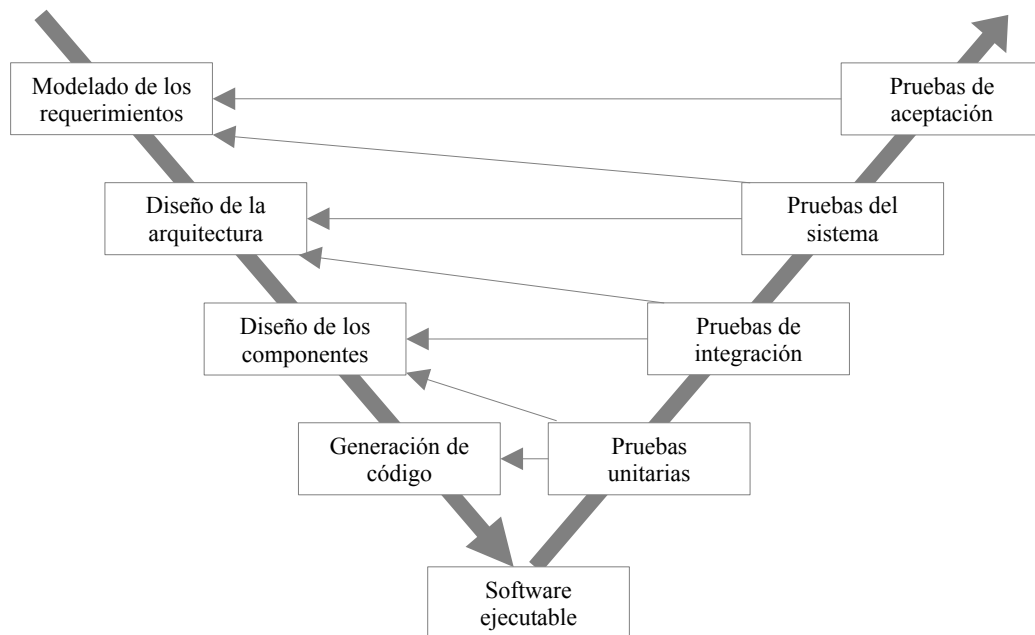 Modelado de los
requerimientos
Pruebas de
aceptación
Diseño de la
arquitectura
Pruebas del
sistema
Diseño de los
componentes
Pruebas de
integración
Generación de
código
Pruebas
unitarias
Software
ejecutable